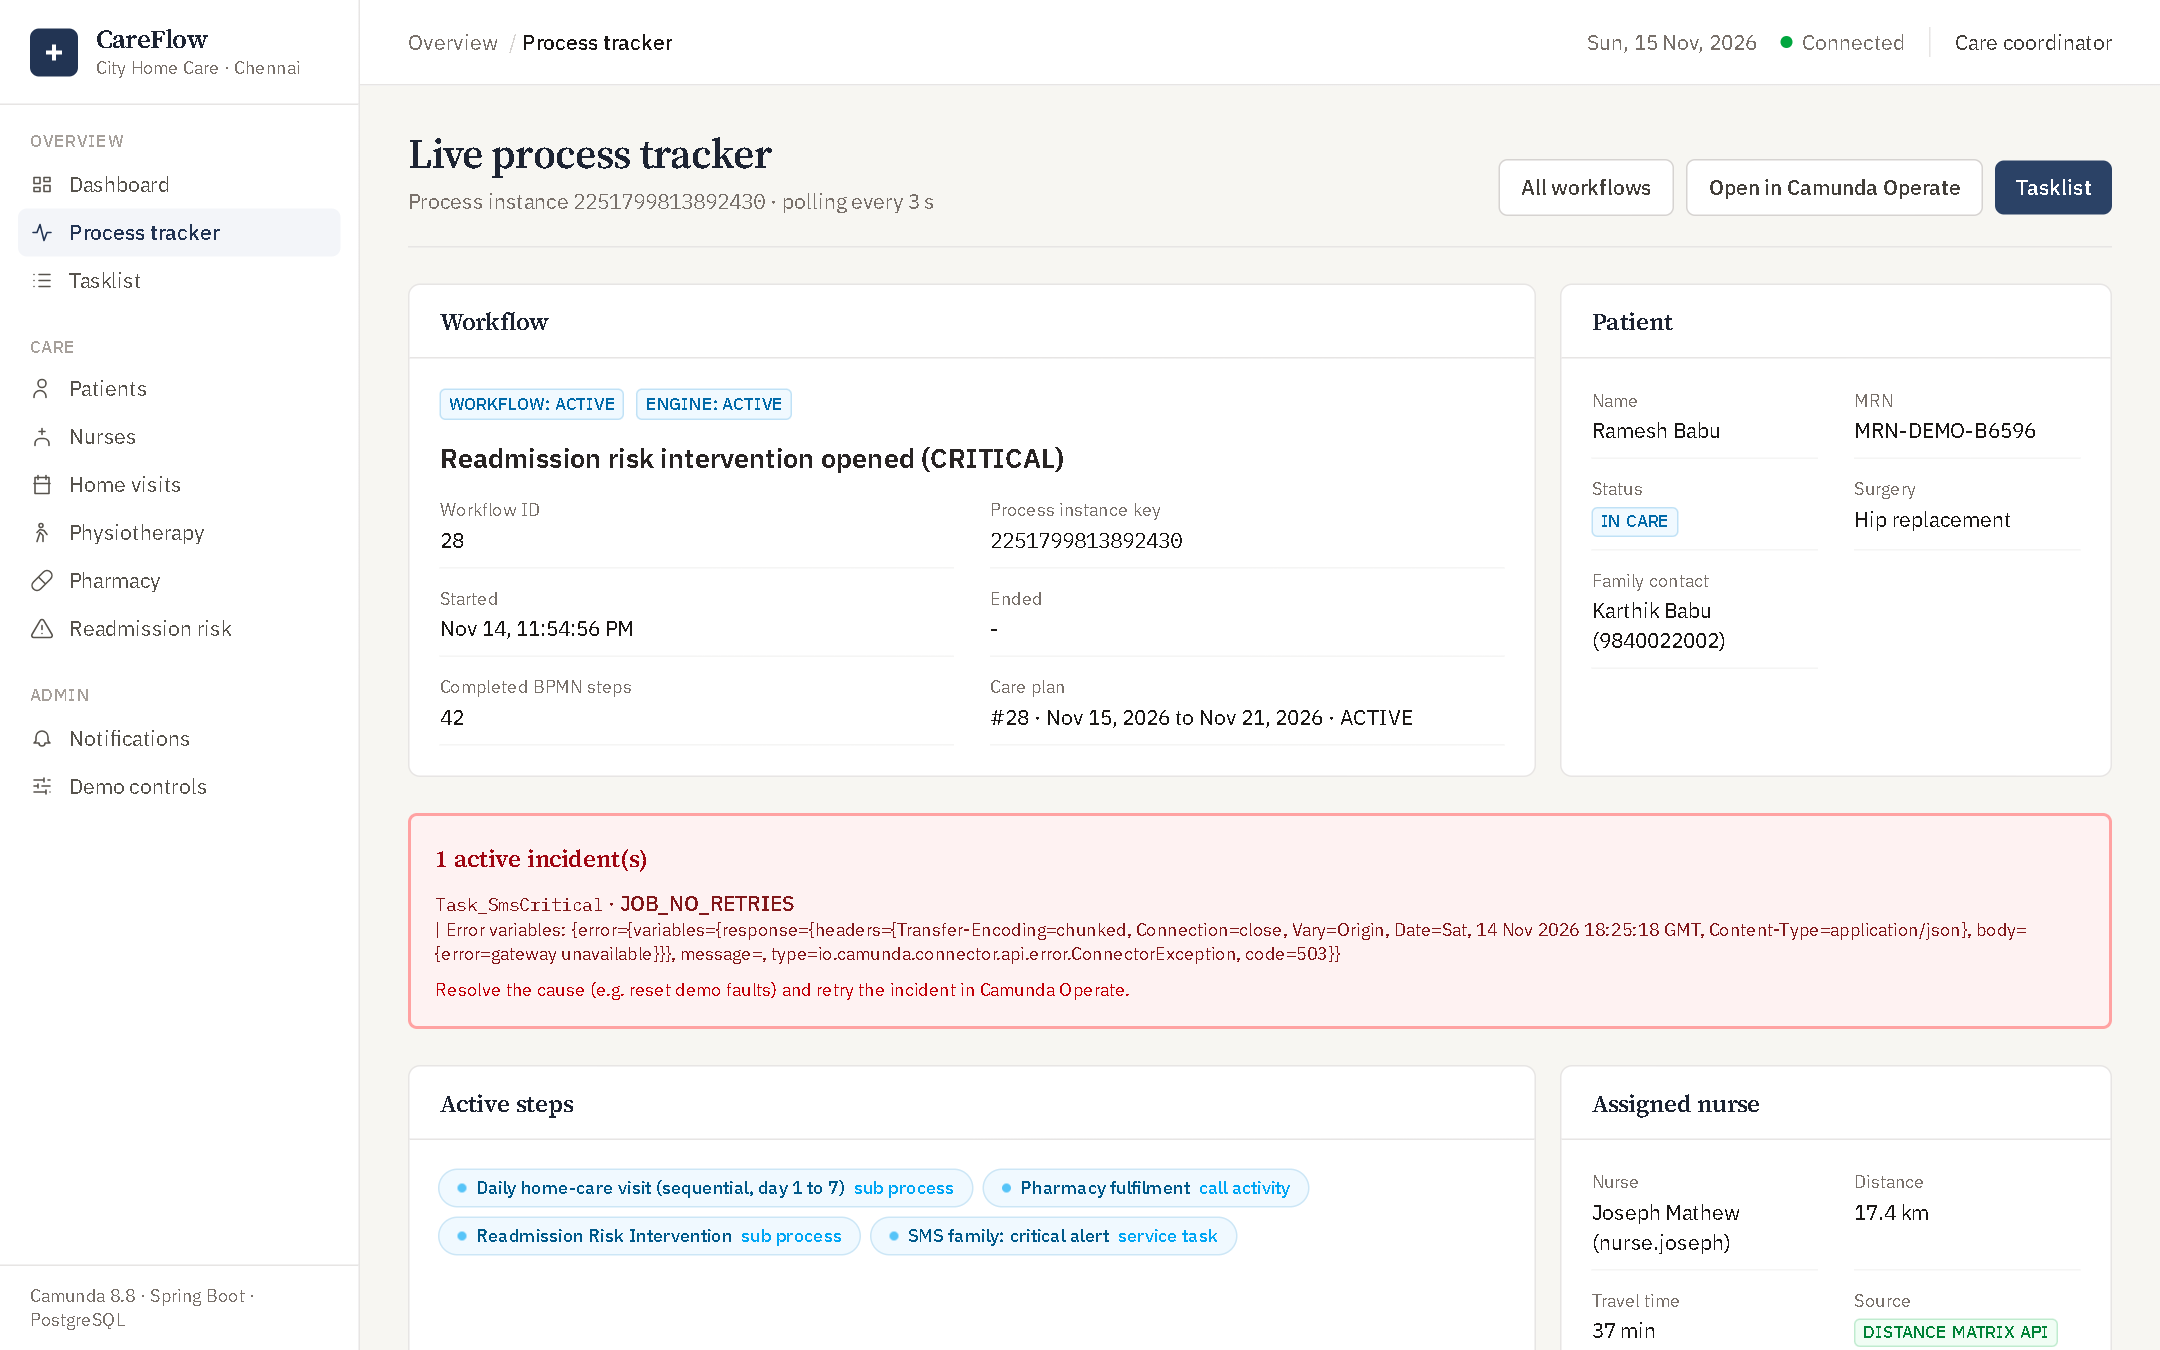 CareFlow
City Home Care · Chennai
OVERVIEW
Dashboard
Process tracker
Tasklist
CARE
Patients
Nurses
Home visits
Physiotherapy
Pharmacy
Readmission risk
ADMIN
Notifications
Demo controls
Camunda 8.8 · Spring Boot ·
PostgreSQL
Overview / Process tracker
Sun, 15 Nov, 2026
Connected
Care coordinator
Live process tracker
Process instance 2251799813892430 · polling every 3 s
All workflows
Open in Camunda Operate
Tasklist
Workflow
WORKFLOW: ACTIVE
ENGINE: ACTIVE
Readmission risk intervention opened (CRITICAL)
Workflow ID
28
Process instance key
2251799813892430
Started
Nov 14, 11:54:56 PM
Ended
-
Completed BPMN steps
42
Care plan
#28 · Nov 15, 2026 to Nov 21, 2026 · ACTIVE
Patient
Name
Ramesh Babu
MRN
MRN-DEMO-B6596
Status
IN CARE
Surgery
Hip replacement
Family contact
Karthik Babu
(9840022002)
1 active incident(s)
Task_SmsCritical · JOB_NO_RETRIES
| Error variables: {error={variables={response={headers={Transfer-Encoding=chunked, Connection=close, Vary=Origin, Date=Sat, 14 Nov 2026 18:25:18 GMT, Content-Type=application/json}, body=
{error=gateway unavailable}}}, message=, type=io.camunda.connector.api.error.ConnectorException, code=503}}
Resolve the cause (e.g. reset demo faults) and retry the incident in Camunda Operate.
Active steps
Daily home-care visit (sequential, day 1 to 7) sub process
Pharmacy fulfilment call activity
Readmission Risk Intervention sub process
SMS family: critical alert service task
Assigned nurse
Nurse
Joseph Mathew
(nurse.joseph)
Distance
17.4 km
Travel time
37 min
Source
DISTANCE MATRIX API